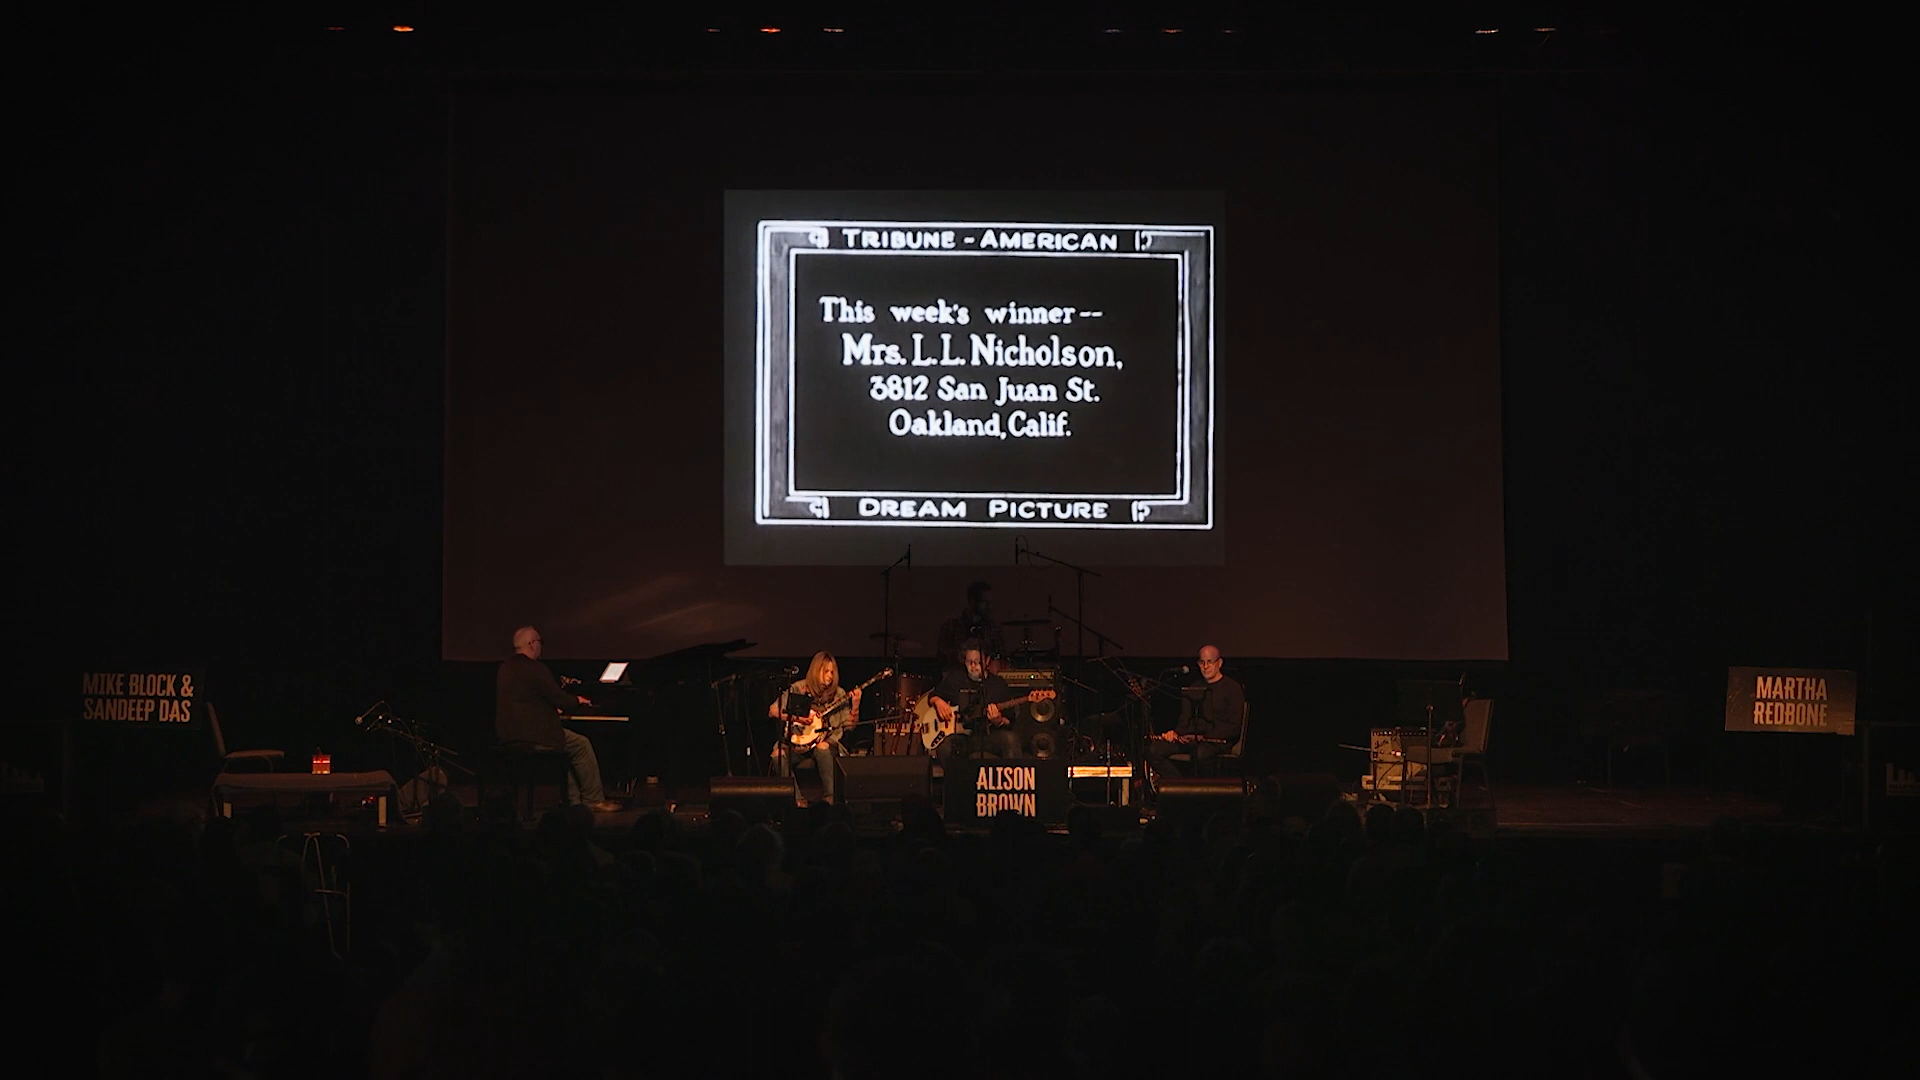 TRIBUNE - AMERICAN
This week's winner--
Mrs. L. L. Nicholson,
3812 San Juan St.
Oakland, Calif.
DREAM PICTURE
MIKE BLOCK &
SANDEEP DAS
ALISON
BROWN
MARTHA
REDBONE